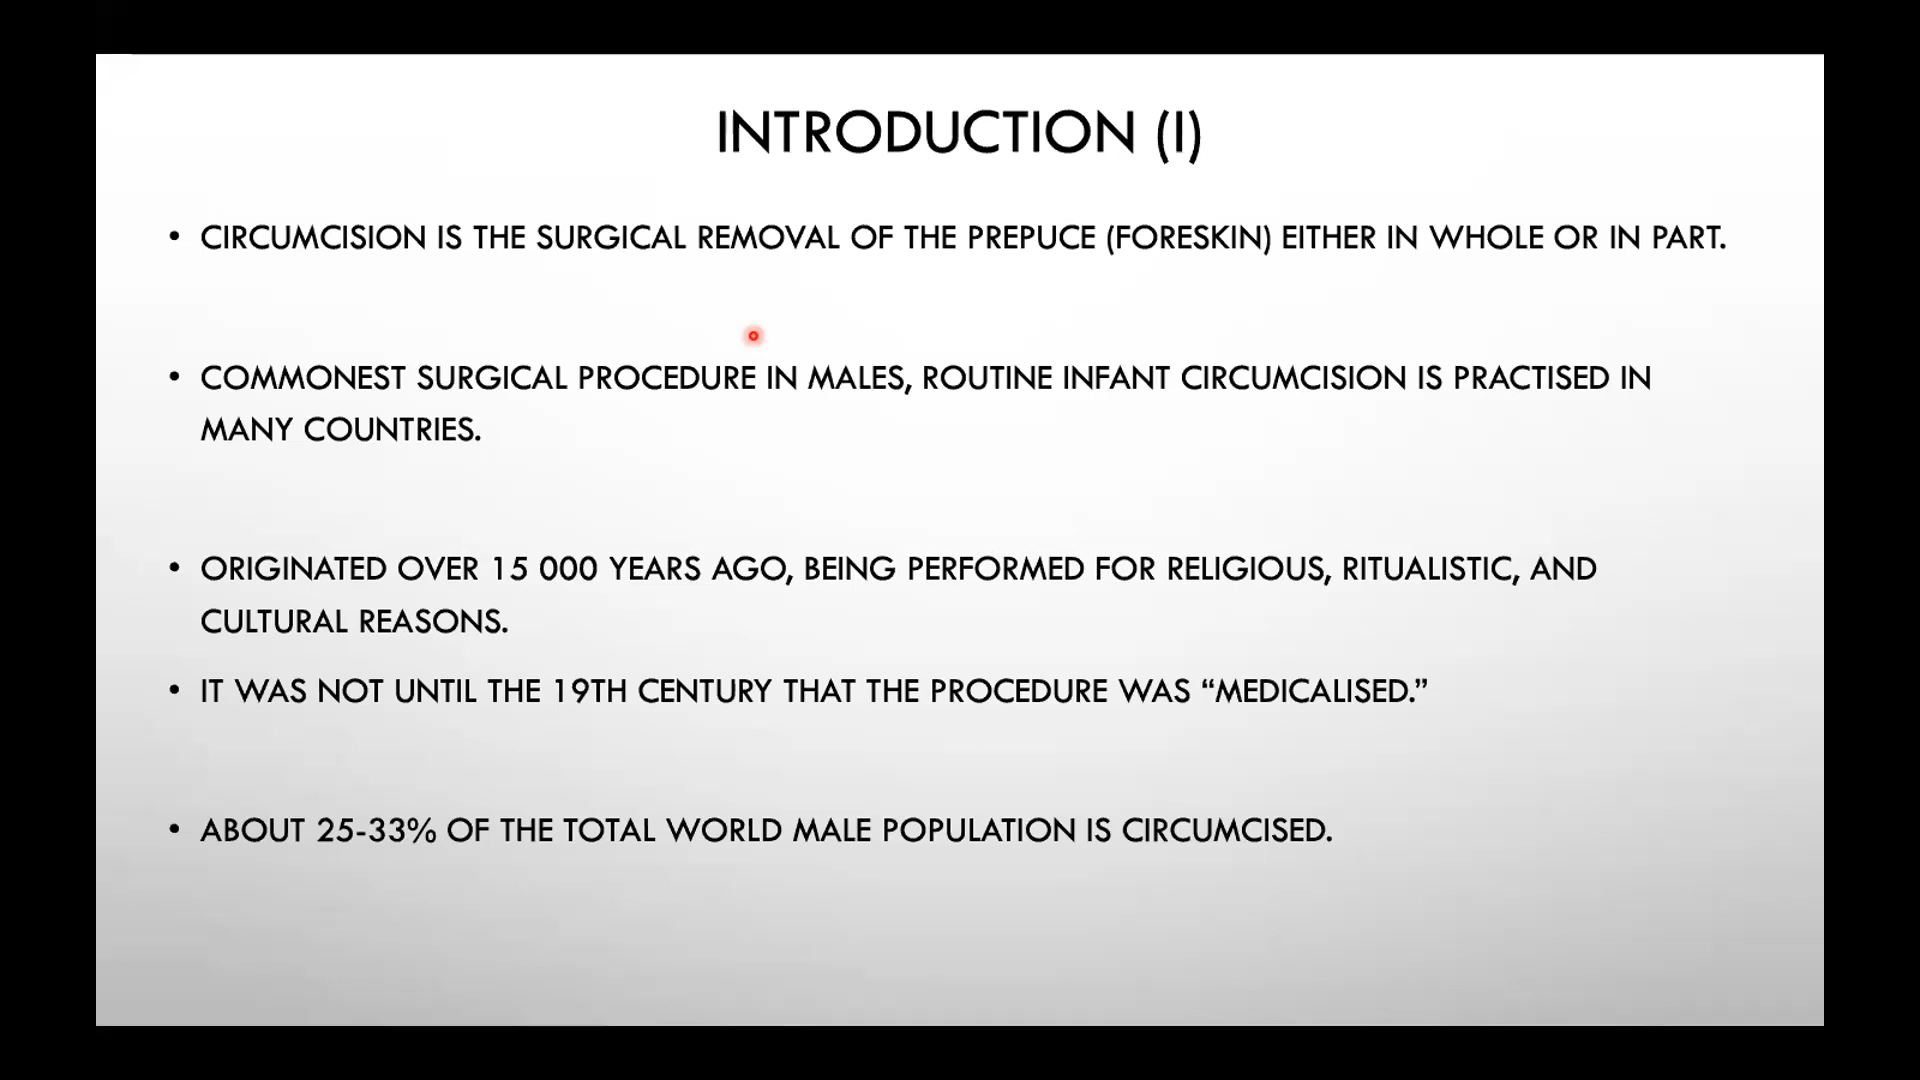 INTRODUCTION (I)
• CIRCUMCISION IS THE SURGICAL REMOVAL OF THE PREPUCE (FORESKIN) EITHER IN WHOLE OR IN PART.
• COMMONEST SURGICAL PROCEDURE IN MALES, ROUTINE INFANT CIRCUMCISION IS PRACTISED IN
MANY COUNTRIES.
• ORIGINATED OVER 15 000 YEARS AGO, BEING PERFORMED FOR RELIGIOUS, RITUALISTIC, AND
CULTURAL REASONS.
• IT WAS NOT UNTIL THE 19TH CENTURY THAT THE PROCEDURE WAS “MEDICALISED.”
• ABOUT 25-33% OF THE TOTAL WORLD MALE POPULATION IS CIRCUMCISED.